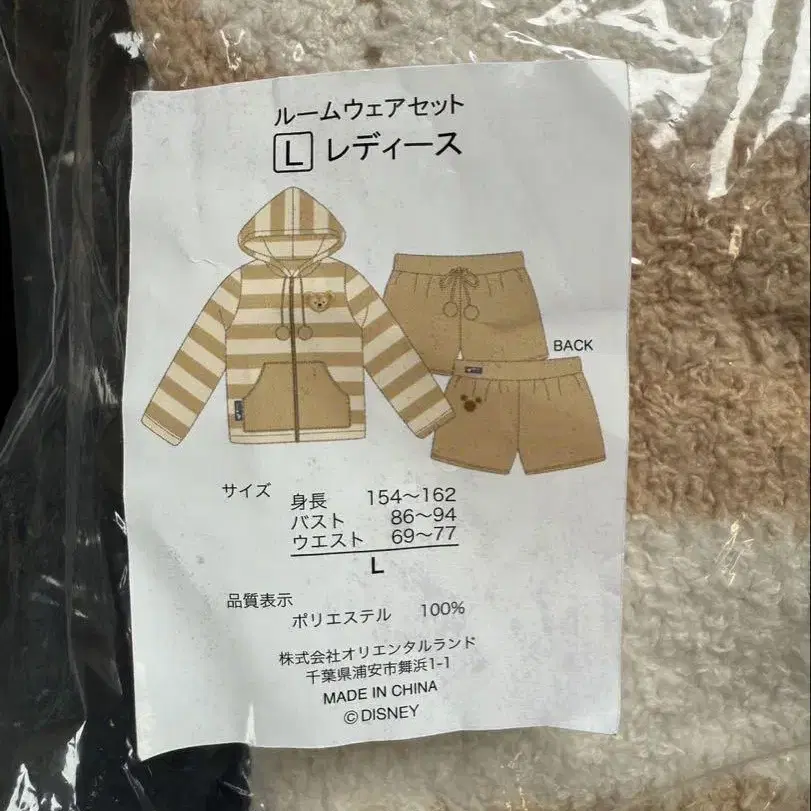 ルームウェアセット
L レディース
BACK
サイズ 身長 154～162
バスト 86～94
ウエスト 69～77
L
品質表示
ポリエステル 100%
株式会社オリエンタルランド
千葉県浦安市舞浜1-1
MADE IN CHINA
©DISNEY